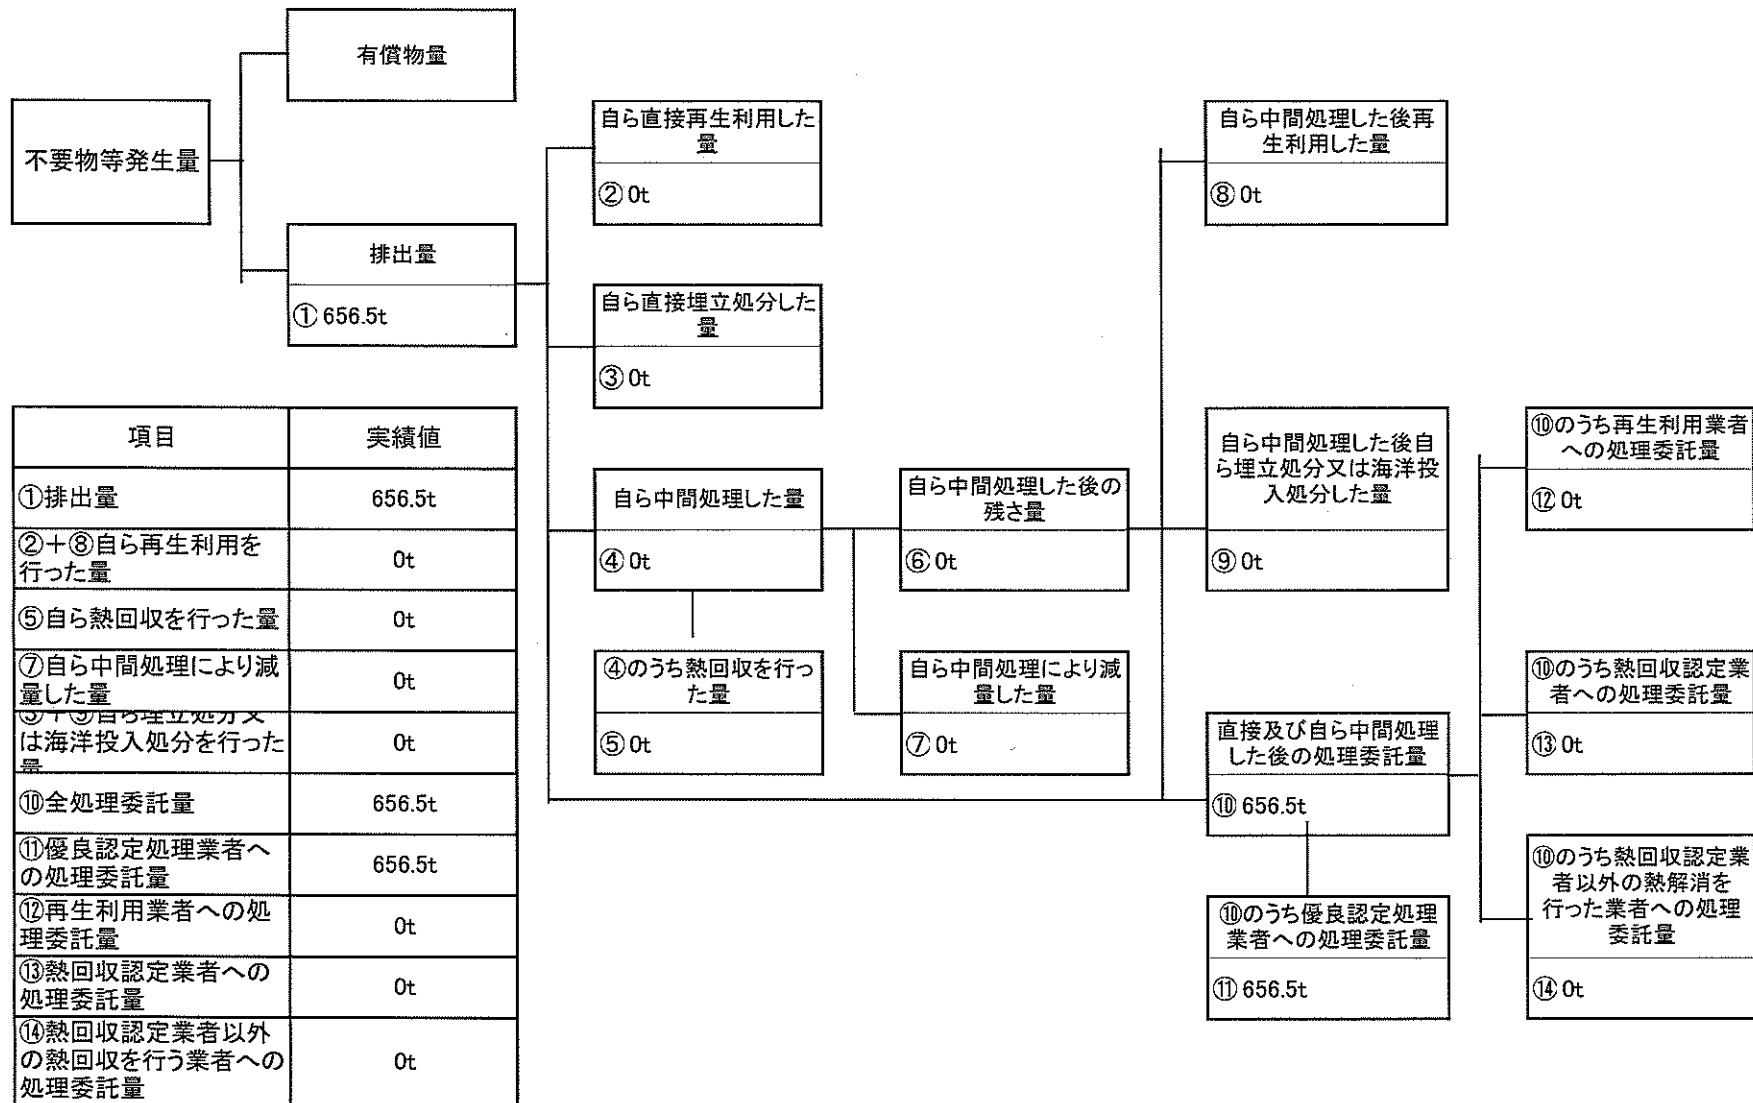 有償物量
不要物等発生量
排出量
① 656.5t
自ら直接再生利用した
量
② 0t
自ら直接埋立処分した
量
③ 0t
自ら中間処理した量
④ 0t
④のうち熱回収を行っ
た量
⑤ 0t
自ら中間処理した後の
残さ量
⑥ 0t
自ら中間処理により減
量した量
⑦ 0t
自ら中間処理した後再
生利用した量
⑧ 0t
自ら中間処理した後自
ら埋立処分又は海洋投
入処分した量
⑨ 0t
直接及び自ら中間処理
した後の処理委託量
⑩ 656.5t
⑩のうち優良認定処理
業者への処理委託量
⑪ 656.5t
⑩のうち再生利用業者
への処理委託量
⑫ 0t
⑩のうち熱回収認定業
者への処理委託量
⑬ 0t
⑩のうち熱回収認定業
者以外の熱解消を
行った業者への処理
委託量
⑭ 0t
項目 実績値
①排出量 656.5t
②+⑧自ら再生利用を
行った量 0t
⑤自ら熱回収を行った量 0t
⑦自ら中間処理により減
量した量 0t
③+⑨自ら埋立処分又
は海洋投入処分を行った
量 0t
⑩全処理委託量 656.5t
⑪優良認定処理業者へ
の処理委託量 656.5t
⑫再生利用業者への処
理委託量 0t
⑬熱回収認定業者への
処理委託量 0t
⑭熱回収認定業者以外
の熱回収を行う業者への
処理委託量 0t